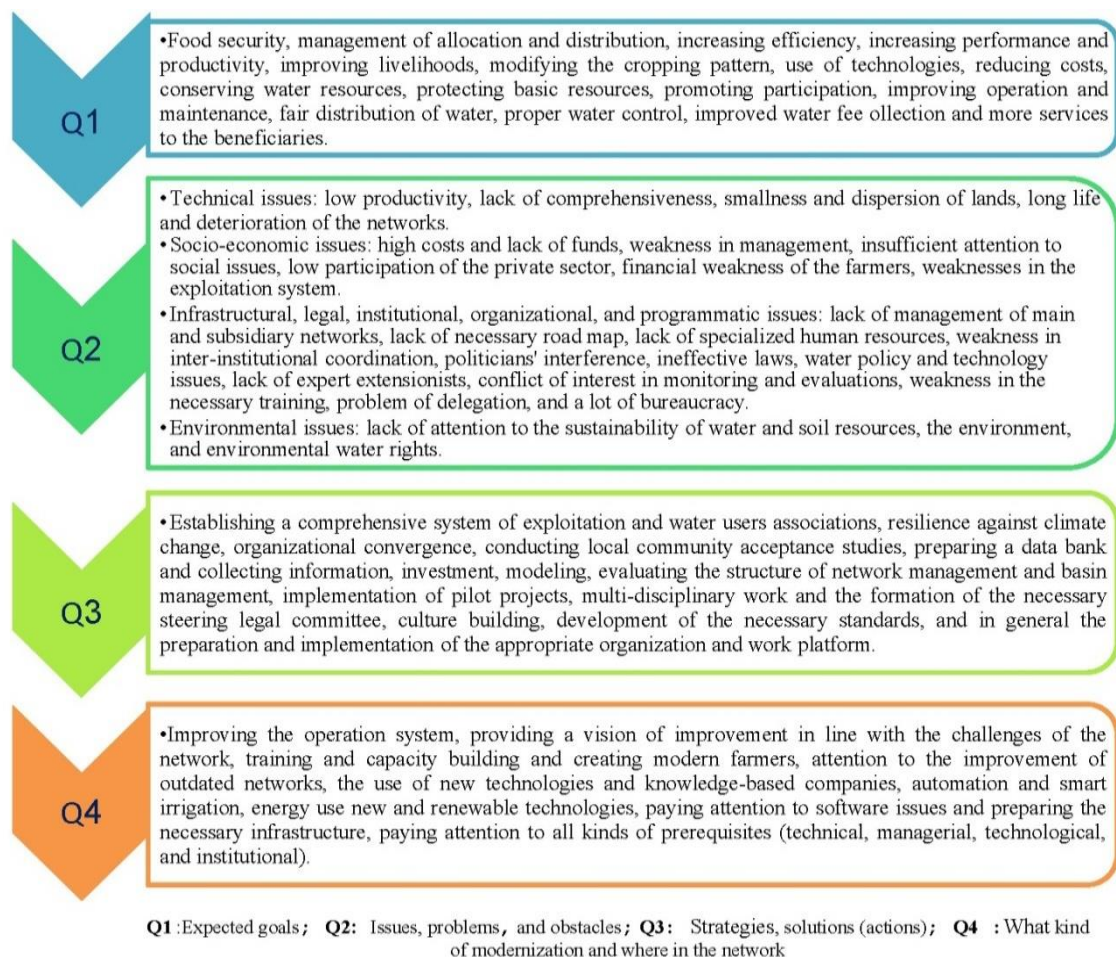 Q1
•Food security, management of allocation and distribution, increasing efficiency, increasing performance and
productivity, improving livelihoods, modifying the cropping pattern, use of technologies, reducing costs,
conserving water resources, protecting basic resources, promoting participation, improving operation and
maintenance, fair distribution of water, proper water control, improved water fee ollection and more services
to the beneficiaries.
Q2
•Technical issues: low productivity, lack of comprehensiveness, smallness and dispersion of lands, long life
and deterioration of the networks.
•Socio-economic issues: high costs and lack of funds, weakness in management, insufficient attention to
social issues, low participation of the private sector, financial weakness of the farmers, weaknesses in the
exploitation system.
•Infrastructural, legal, institutional, organizational, and programmatic issues: lack of management of main
and subsidiary networks, lack of necessary road map, lack of specialized human resources, weakness in
inter-institutional coordination, politicians' interference, ineffective laws, water policy and technology
issues, lack of expert extensionists, conflict of interest in monitoring and evaluations, weakness in the
necessary training, problem of delegation, and a lot of bureaucracy.
•Environmental issues: lack of attention to the sustainability of water and soil resources, the environment,
and environmental water rights.
Q3
•Establishing a comprehensive system of exploitation and water users associations, resilience against climate
change, organizational convergence, conducting local community acceptance studies, preparing a data bank
and collecting information, investment, modeling, evaluating the structure of network management and basin
management, implementation of pilot projects, multi-disciplinary work and the formation of the necessary
steering legal committee, culture building, development of the necessary standards, and in general the
preparation and implementation of the appropriate organization and work platform.
Q4
•Improving the operation system, providing a vision of improvement in line with the challenges of the
network, training and capacity building and creating modern farmers, attention to the improvement of
outdated networks, the use of new technologies and knowledge-based companies, automation and smart
irrigation, energy use new and renewable technologies, paying attention to software issues and preparing the
necessary infrastructure, paying attention to all kinds of prerequisites (technical, managerial, technological,
and institutional).
Q1 :Expected goals; Q2: Issues, problems, and obstacles; Q3: Strategies, solutions (actions); Q4 : What kind
of modernization and where in the network